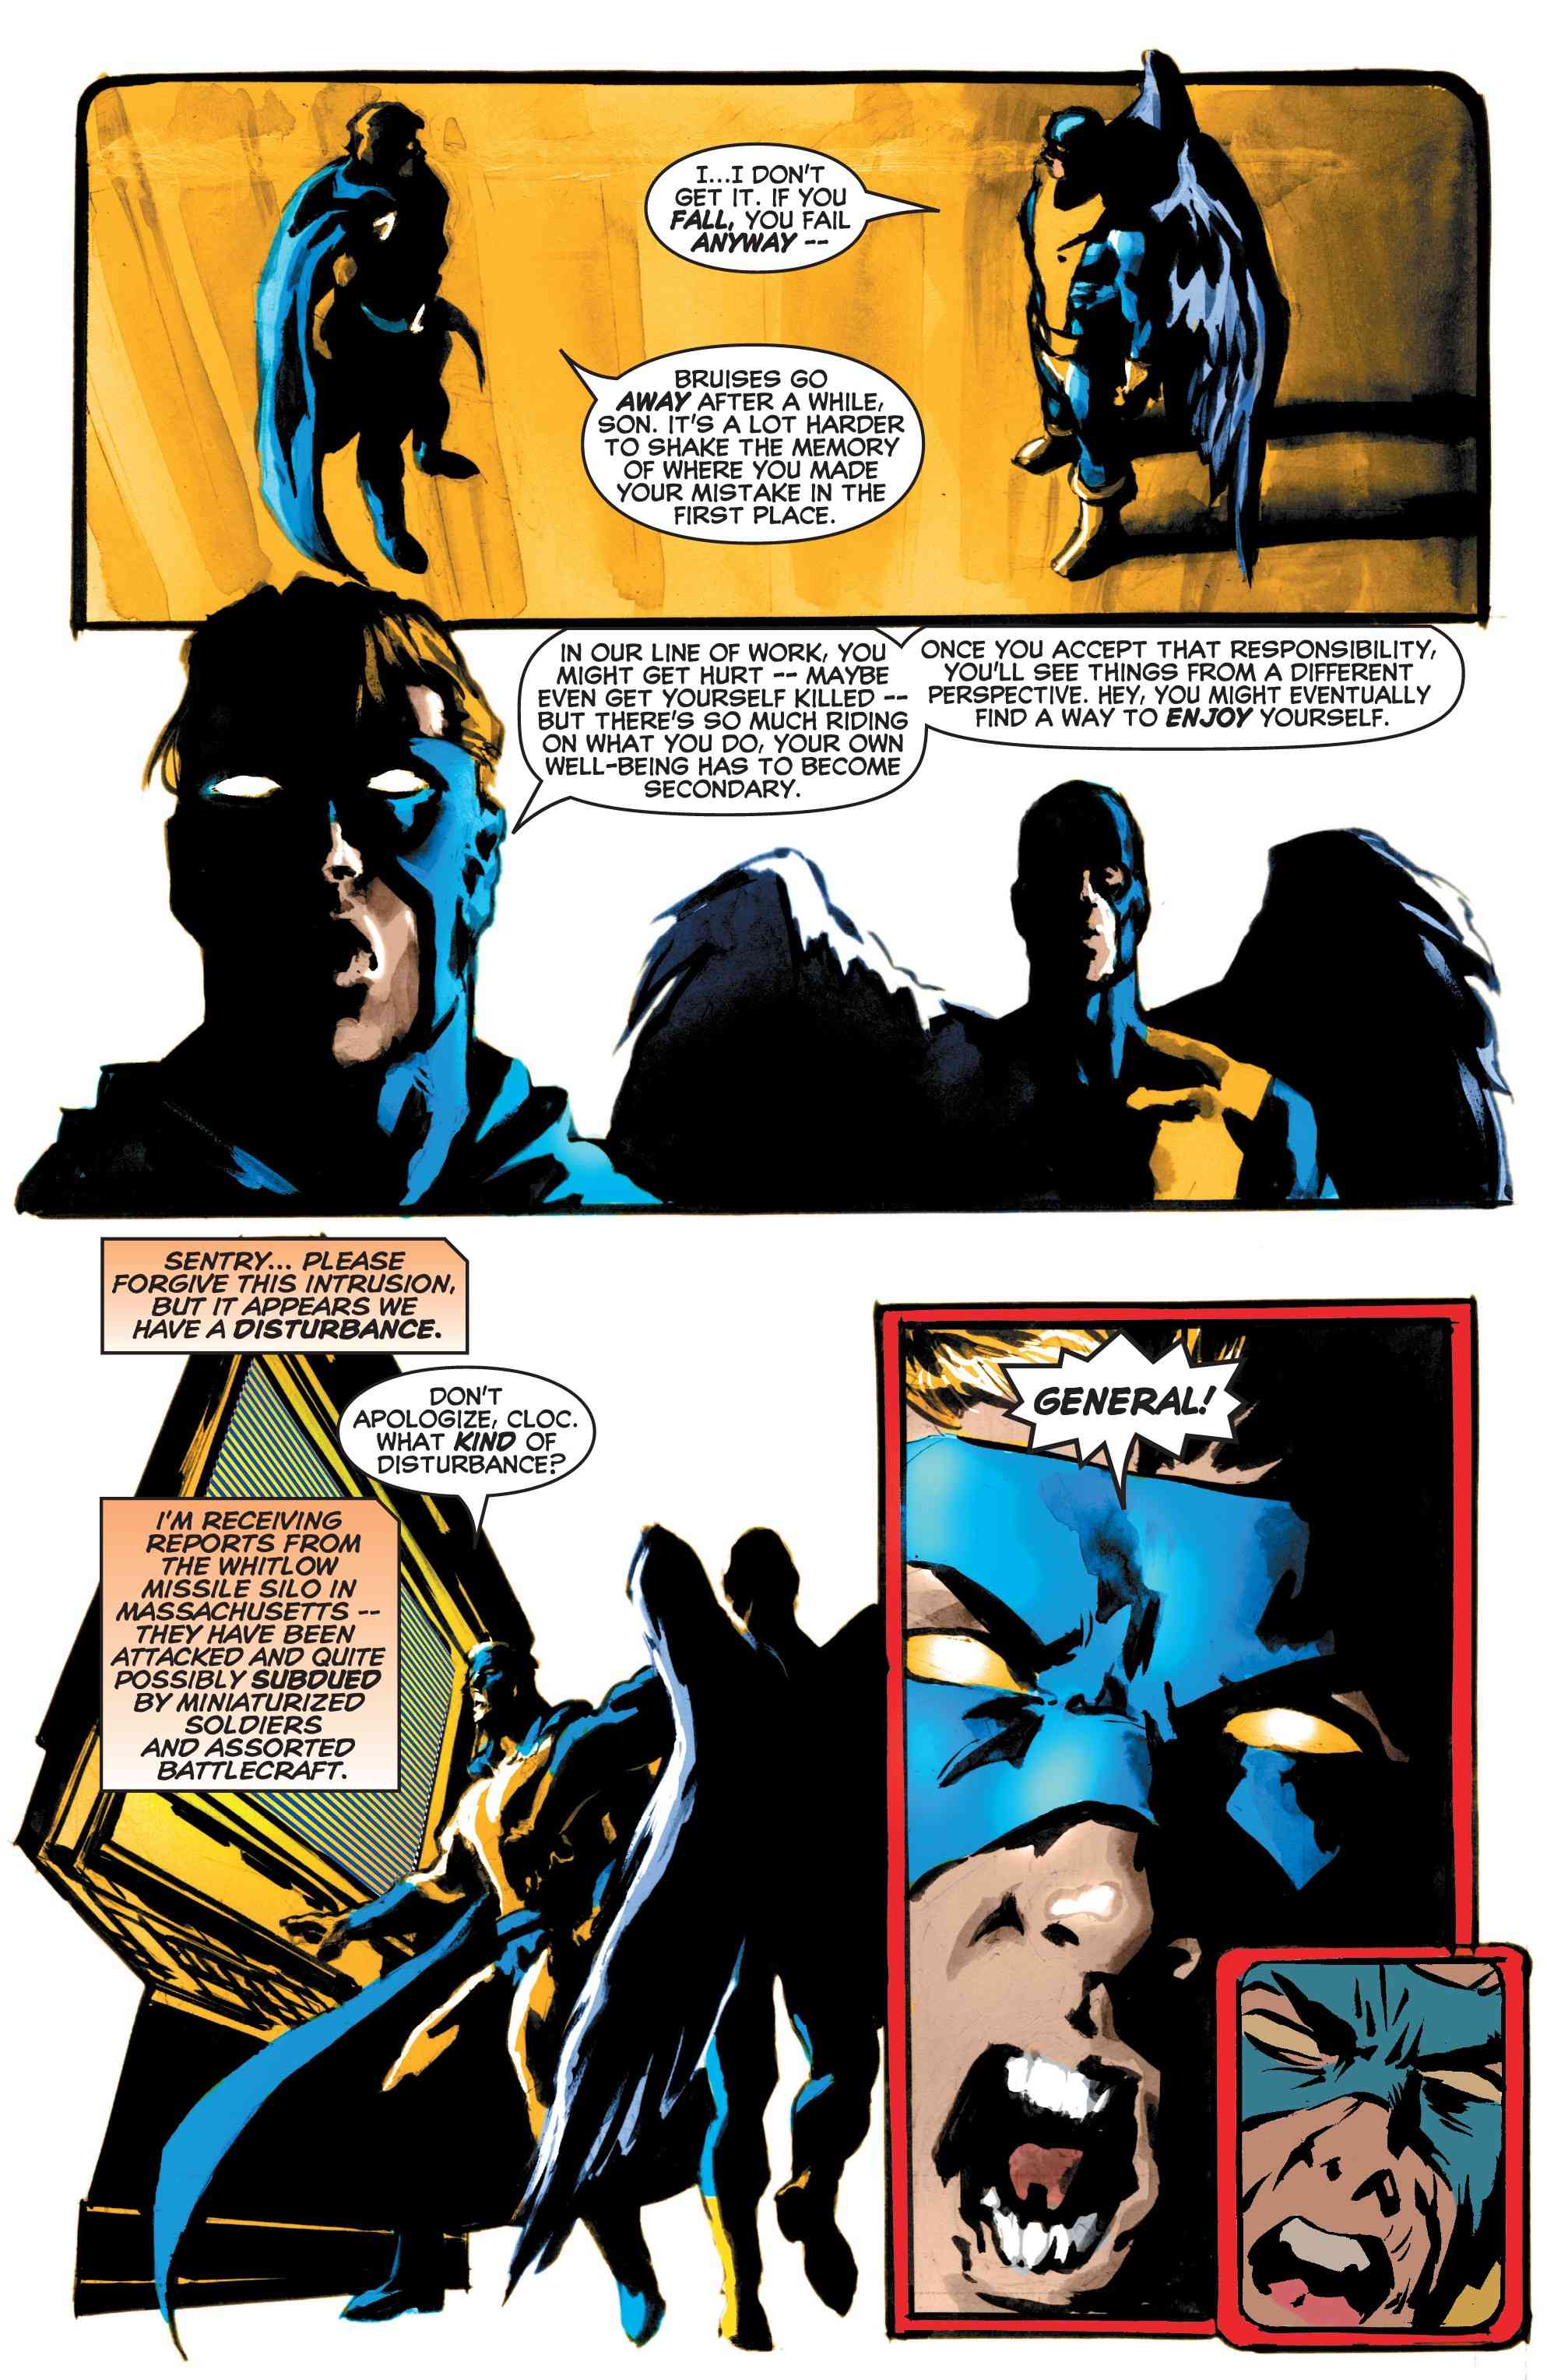 I...I DON'T
GET IT. IF YOU
FALL, YOU FAIL
ANYWAY --
BRUISES GO
AWAY AFTER A WHILE,
SON. IT'S A LOT HARDER
TO SHAKE THE MEMORY
OF WHERE YOU MADE
YOUR MISTAKE IN THE
FIRST PLACE.
IN OUR LINE OF WORK, YOU
MIGHT GET HURT -- MAYBE
EVEN GET YOURSELF KILLED --
BUT THERE'S SO MUCH RIDING
ON WHAT YOU DO, YOUR OWN
WELL-BEING HAS TO BECOME
SECONDARY.
ONCE YOU ACCEPT THAT RESPONSIBILITY,
YOU'LL SEE THINGS FROM A DIFFERENT
PERSPECTIVE. HEY, YOU MIGHT EVENTUALLY
FIND A WAY TO ENJOY YOURSELF.
SENTRY... PLEASE
FORGIVE THIS INTRUSION,
BUT IT APPEARS WE
HAVE A DISTURBANCE.
DON'T
APOLOGIZE, CLOC.
WHAT KIND OF
DISTURBANCE?
I'M RECEIVING
REPORTS FROM
THE WHITLOW
MISSILE SILO IN
MASSACHUSETTS --
THEY HAVE BEEN
ATTACKED AND QUITE
POSSIBLY SUBDUED
BY MINIATURIZED
SOLDIERS
AND ASSORTED
BATTLECRAFT.
GENERAL!